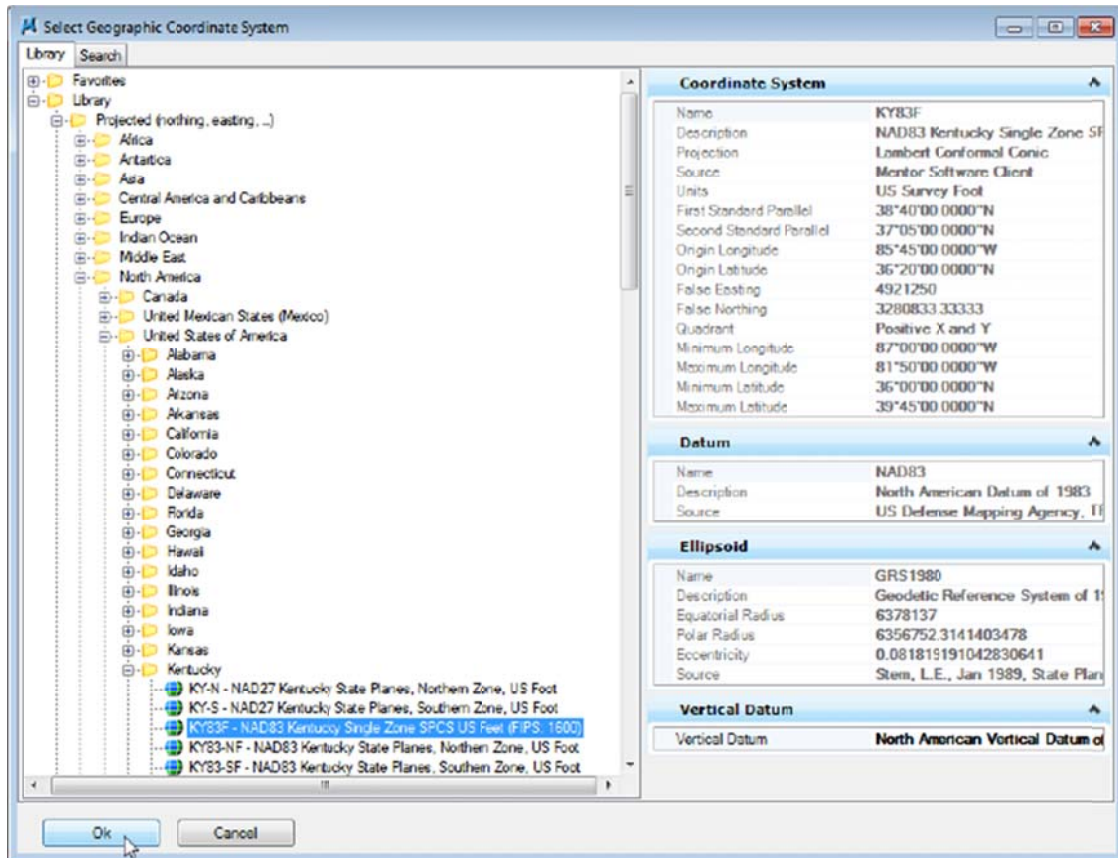 Select Geographic Coordinate System
Library Search
Favorites
Library
Projected (northing, easting, ...)
Africa
Antartica
Asia
Central America and Caribbeans
Europe
Indian Ocean
Middle East
North America
Canada
United Mexican States (Mexico)
United States of America
Alabama
Alaska
Arizona
Arkansas
California
Colorado
Connecticut
Delaware
Florida
Georgia
Hawaii
Idaho
Illinois
Indiana
Iowa
Kansas
Kentucky
KY-N - NAD27 Kentucky State Planes, Northern Zone, US Foot
KY-S - NAD27 Kentucky State Planes, Southern Zone, US Foot
KY83F - NAD83 Kentucky Single Zone SPCS US Feet (FIPS: 1600)
KY83-NF - NAD83 Kentucky State Planes, Northern Zone, US Foot
KY83-SF - NAD83 Kentucky State Planes, Southern Zone, US Foot
Ok Cancel
Coordinate System
Name KY83F
Description NAD83 Kentucky Single Zone SP
Projection Lambert Conformal Conic
Source Mentor Software Client
Units US Survey Foot
First Standard Parallel 38°40'00.0000"N
Second Standard Parallel 37°05'00.0000"N
Origin Longitude 85°45'00.0000"W
Origin Latitude 36°20'00.0000"N
False Easting 4921250
False Northing 3280833.33333
Quadrant Positive X and Y
Minimum Longitude 87°00'00.0000"W
Maximum Longitude 81°50'00.0000"W
Minimum Latitude 36°00'00.0000"N
Maximum Latitude 39°45'00.0000"N
Datum
Name NAD83
Description North American Datum of 1983
Source US Defense Mapping Agency,
Ellipsoid
Name GRS1980
Description Geodetic Reference System of 1
Equatorial Radius 6378137
Polar Radius 6356752.3141403478
Eccentricity 0.081819191042830641
Source Stem, L.E., Jan 1989, State Plan
Vertical Datum
Vertical Datum North American Vertical Datum of